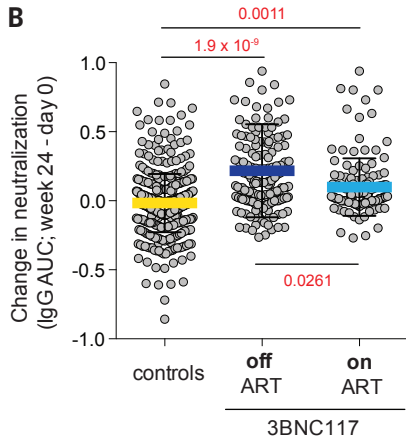 B
0.0011
1.9 x 10-9
Change in neutralization
(IgG AUC; week 24 - day 0)
1.0
0.5
0.0
-0.5
-1.0
0.0261
controls
off
ART
on
ART
3BNC117